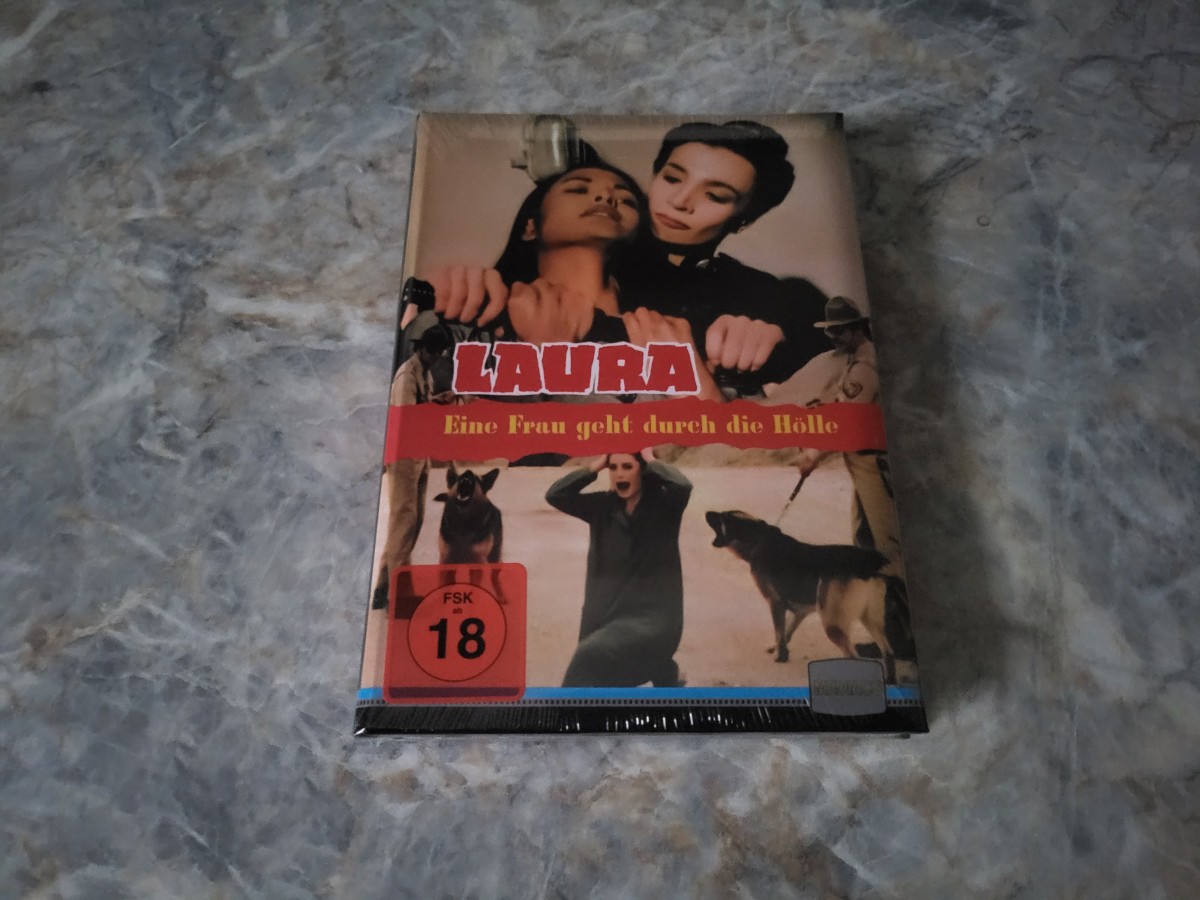 LAURA
Eine Frau geht durch die Hölle
FSK
ab
18